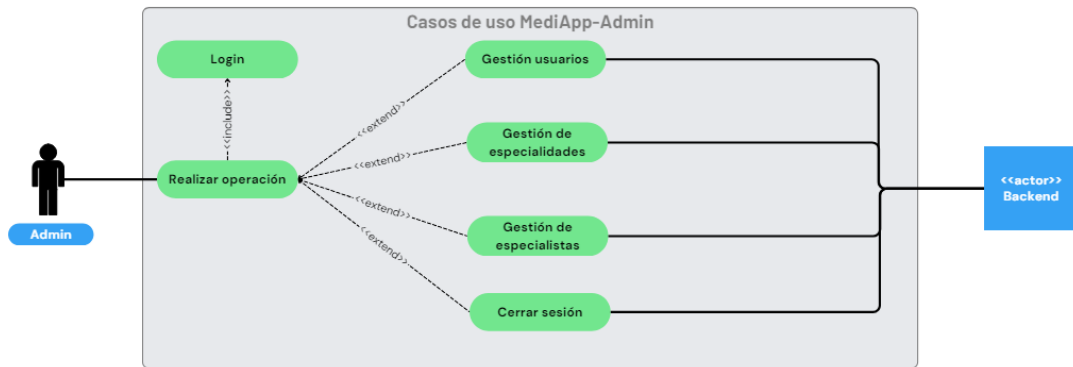 Casos de uso MediApp-Admin
Login
Gestión usuarios
<<include>>
<<extend>>
Gestión de
especialidades
<<extend>>
Realizar operación
<<actor>>
Backend
Admin
<<extend>>
Gestión de
especialistas
<<extend>>
Cerrar sesión